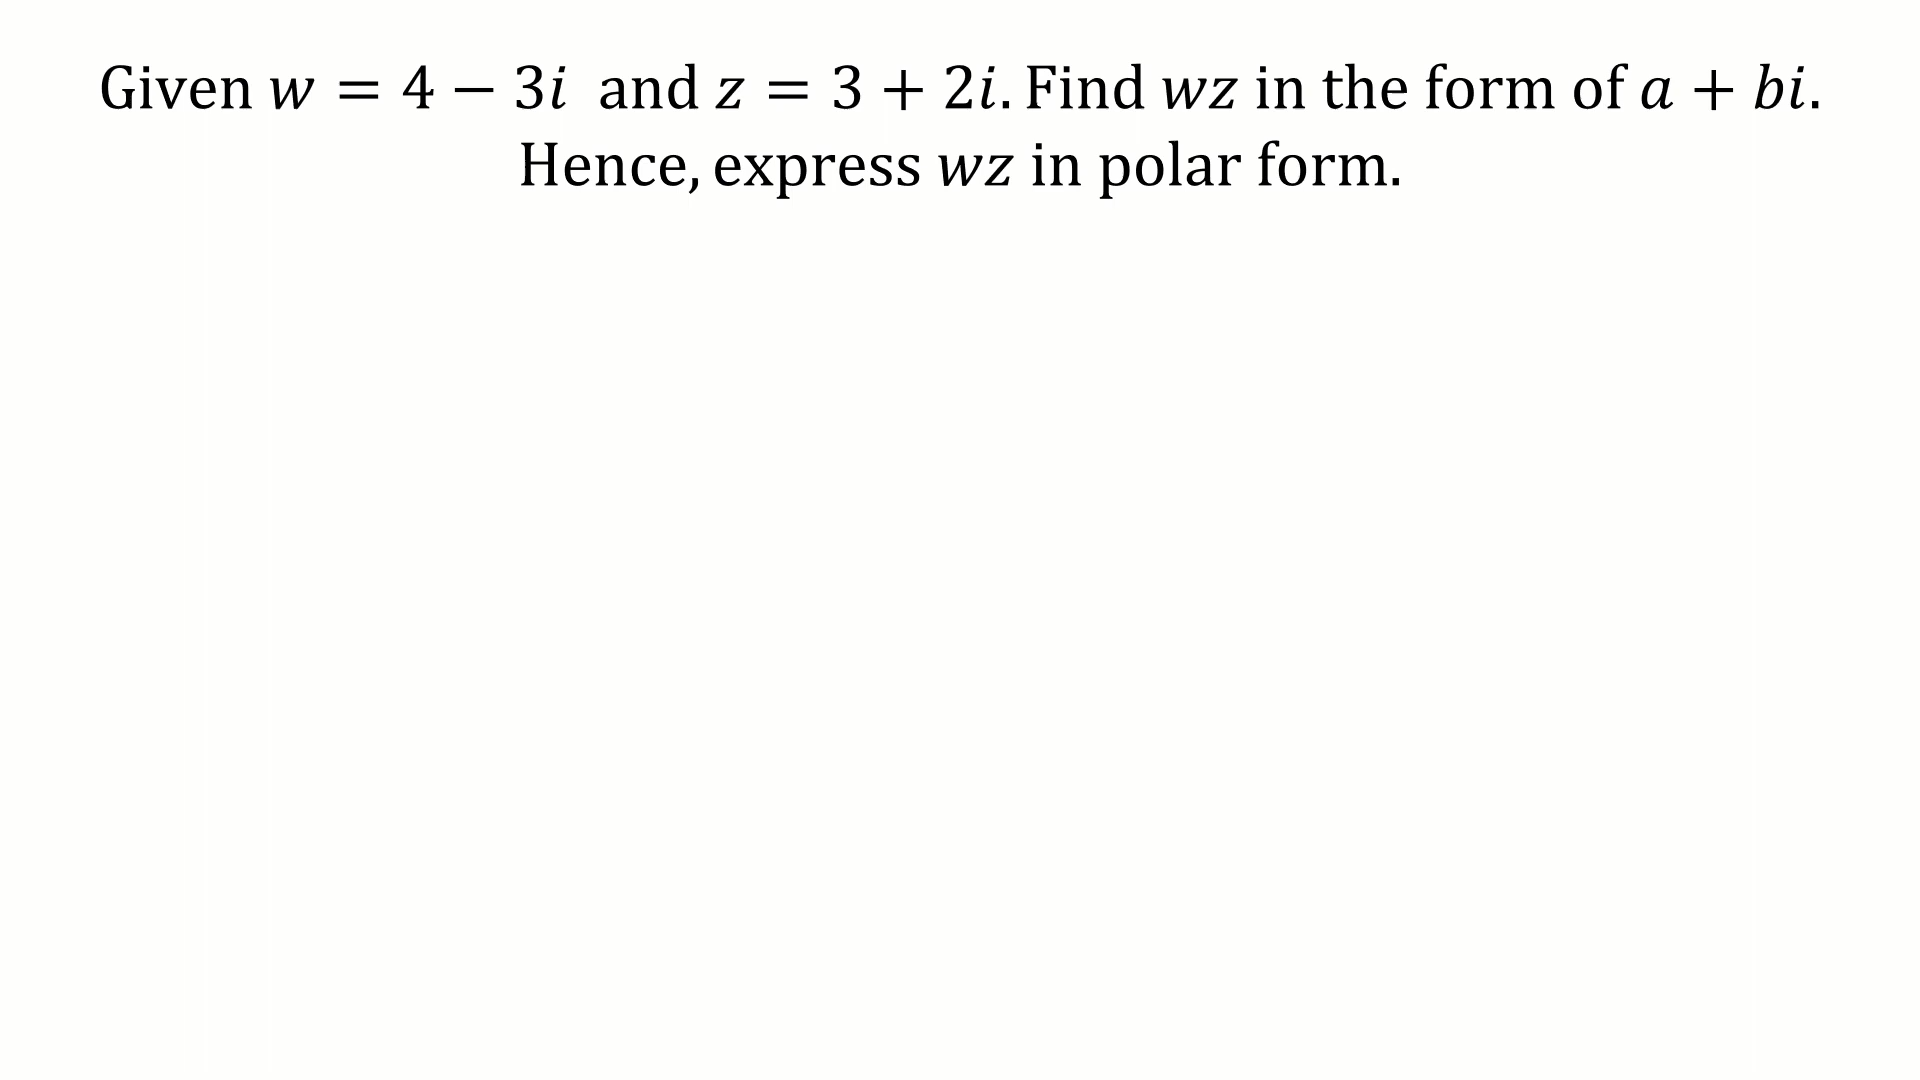 Given w = 4 − 3i and z = 3 + 2i. Find wz in the form of a + bi.
Hence, express wz in polar form.